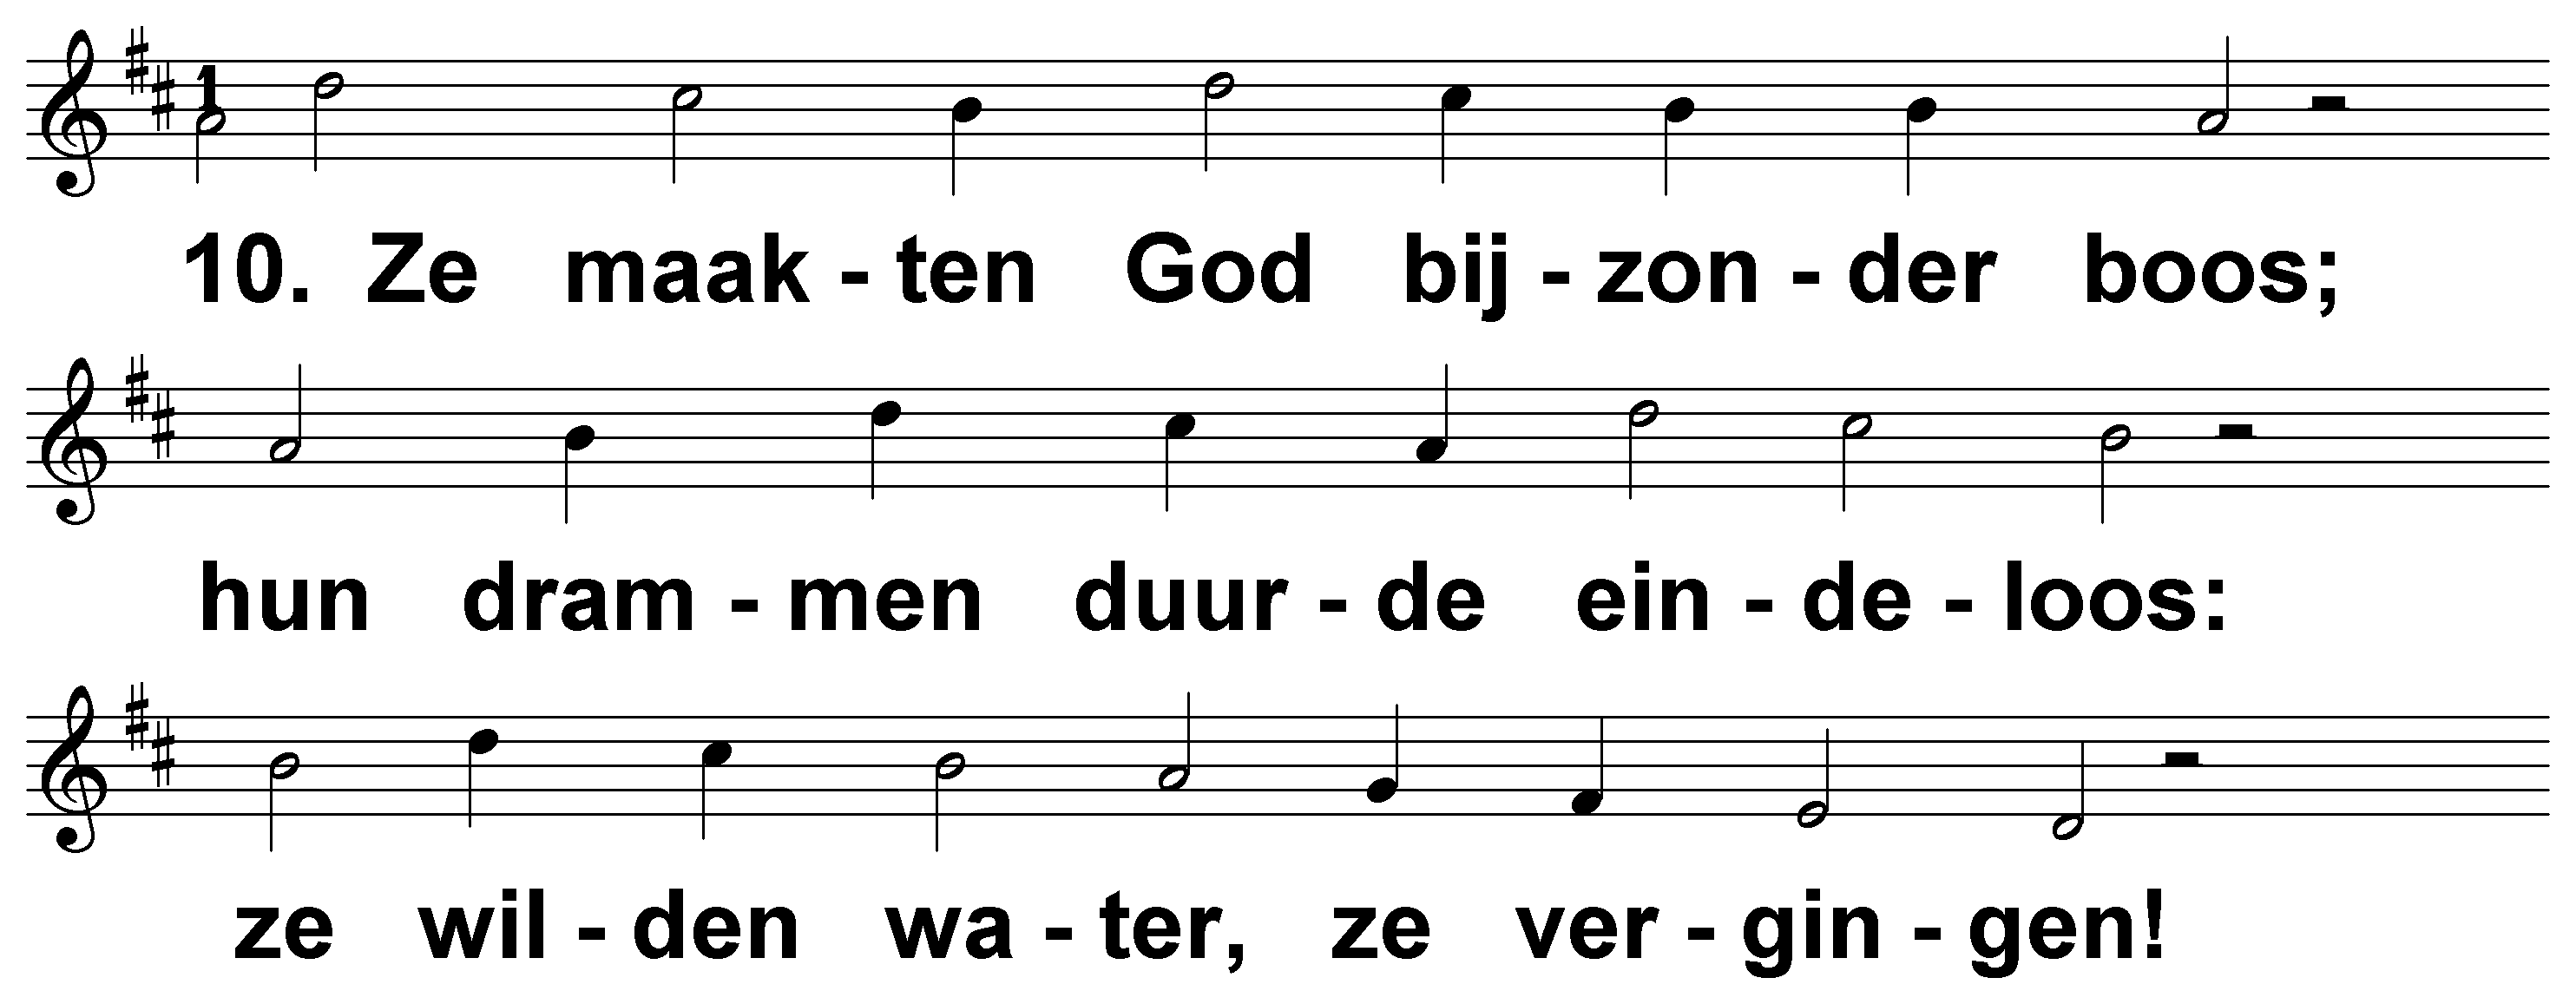 1
10. Ze maak - ten God bij - zon - der boos;
hun dram - men duur - de ein - de - loos:
ze wil - den wa - ter, ze ver - gin - gen!